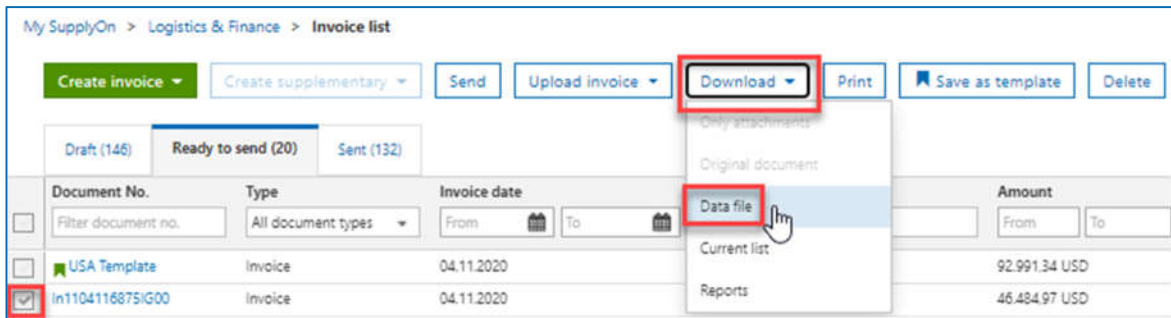 My SupplyOn > Logistics & Finance > Invoice list
Create invoice Create supplementary Send Upload invoice Download Print Save as template Delete
Only attachments
Draft (146) Ready to send (20) Sent (132)
Original document
Document No. Type Invoice date Amount
Data file
Filter document no. All document types From To From To
Current list
USA Template Invoice 04.11.2020 92.991,34 USD
Reports
In1104116875IG00 Invoice 04.11.2020 46.484,97 USD